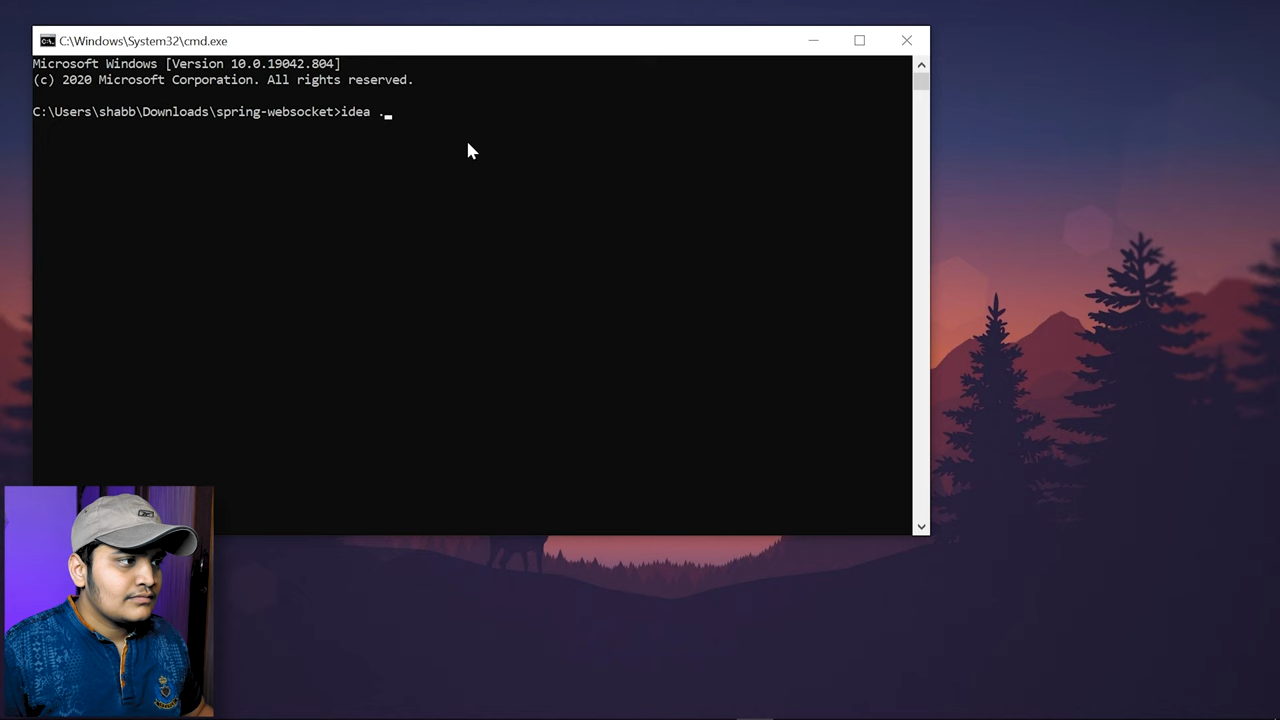 C:\Windows\System32\cmd.exe
Microsoft Windows [Version 10.0.19042.804]
(c) 2020 Microsoft Corporation. All rights reserved.
C:\Users\shabb\Downloads\spring-websocket>idea .